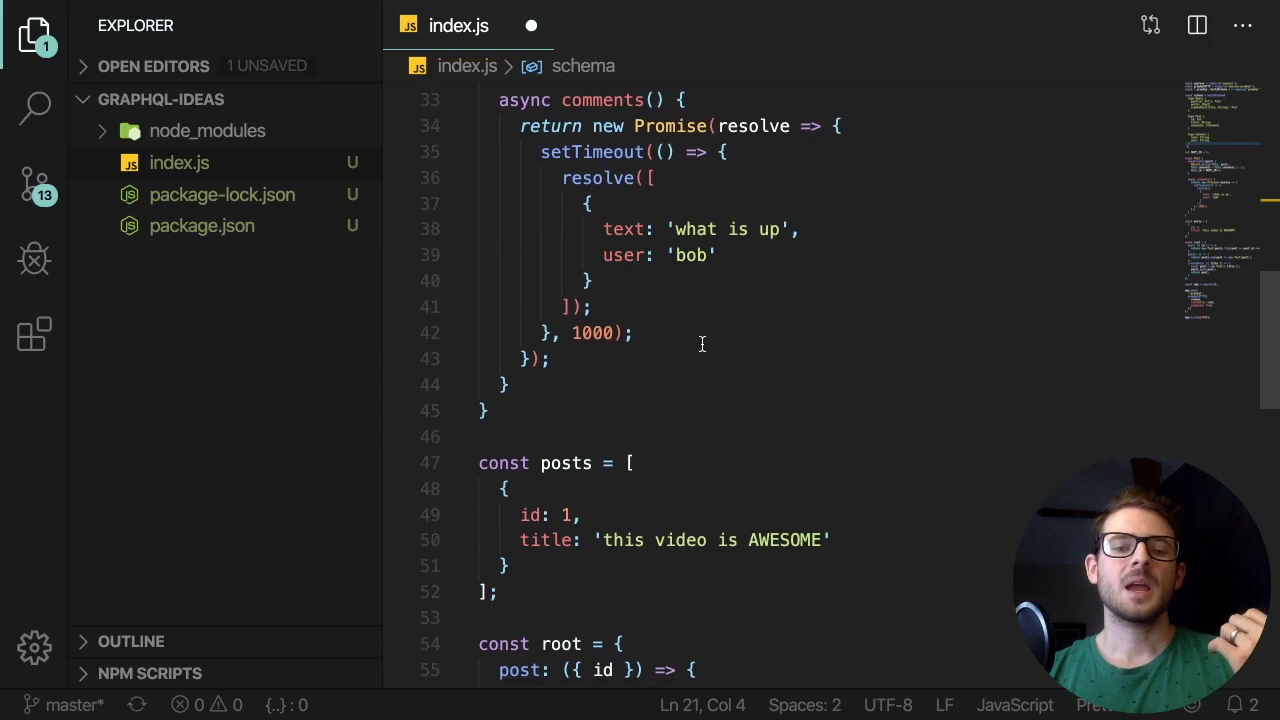 EXPLORER
OPEN EDITORS 1 UNSAVED
GRAPHQL-IDEAS
node_modules
JS index.js U
package-lock.json U
package.json U
OUTLINE
NPM SCRIPTS
1
13
JS index.js
JS index.js > schema
33 async comments() {
34 return new Promise(resolve => {
35 setTimeout(() => {
36 resolve([
37 {
38 text: 'what is up',
39 user: 'bob'
40 }
41 ]);
42 }, 1000);
43 });
44 }
45 }
46
47 const posts = [
48 {
49 id: 1,
50 title: 'this video is AWESOME'
51 }
52 ];
53
54 const root = {
55 post: ({ id }) => {
master* 0 0 {..} : 0 Ln 21, Col 4 Spaces: 2 UTF-8 LF JavaScript 2